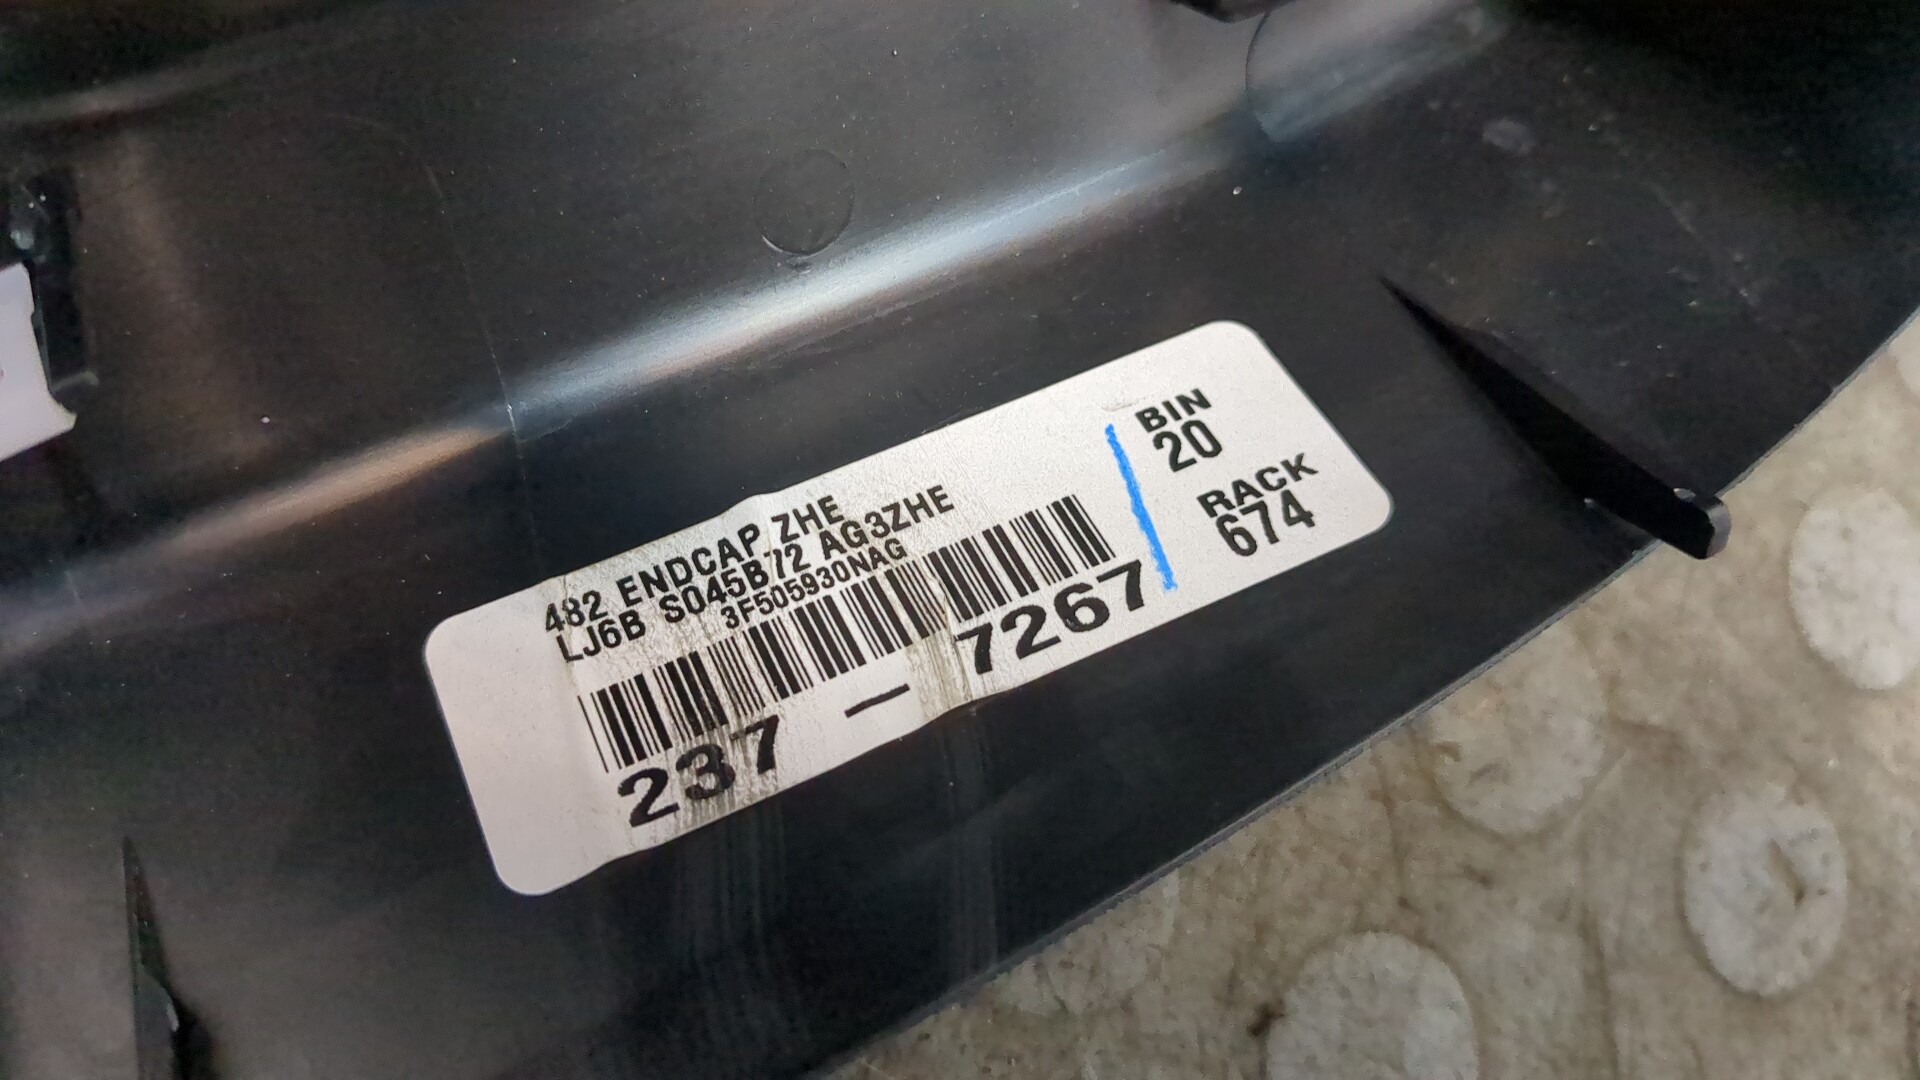 482 ENDCAP ZHE
LJ6B S045B72 AG3ZHE
3F505930NAG
237 - 7267
BIN
20
RACK
674